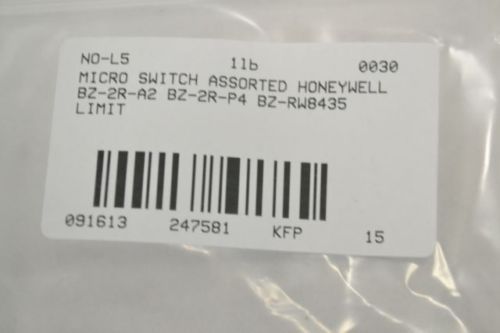 NO-L5 11b 0030
MICRO SWITCH ASSORTED HONEYWELL
BZ-2R-A2 BZ-2R-P4 BZ-RW8435
LIMIT
091613 247581 KFP 15